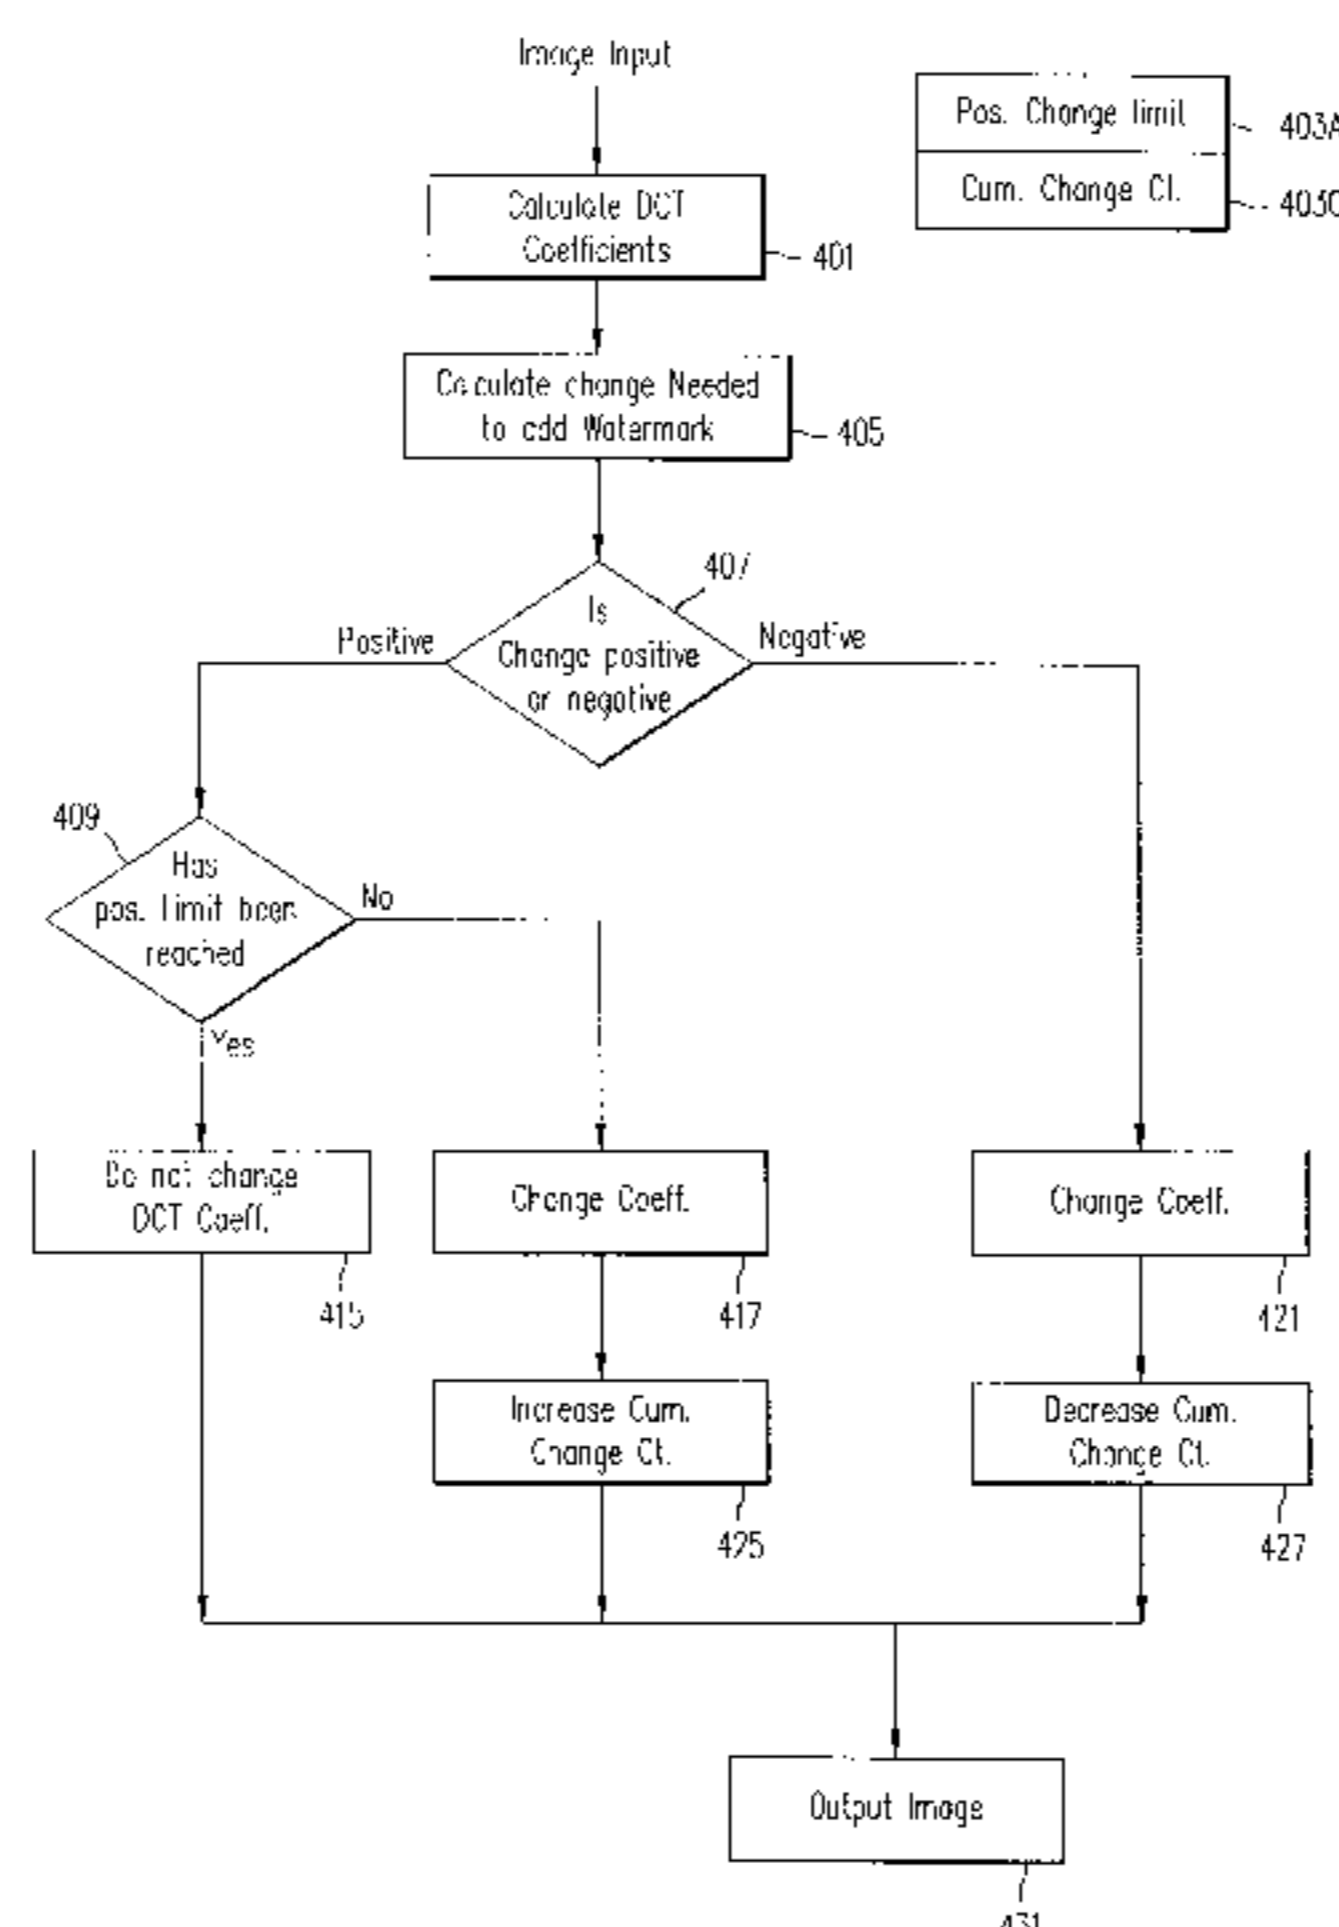 Image Input
Pos. Change limit
403A
Cum. Change Ct.
Calculate DCT
Coefficients
401
Calculate change Needed
to add Watermark
405
407
Is
Change positive
or negative
Positive
Negative
409
Has
pos. Limit been
reached
No
Yes
Do not change
DCT Coeff.
415
Change Coeff.
417
Change Coeff.
421
Increase Cum.
Change Ct.
425
Decrease Cum.
Change Ct.
427
Output Image
431